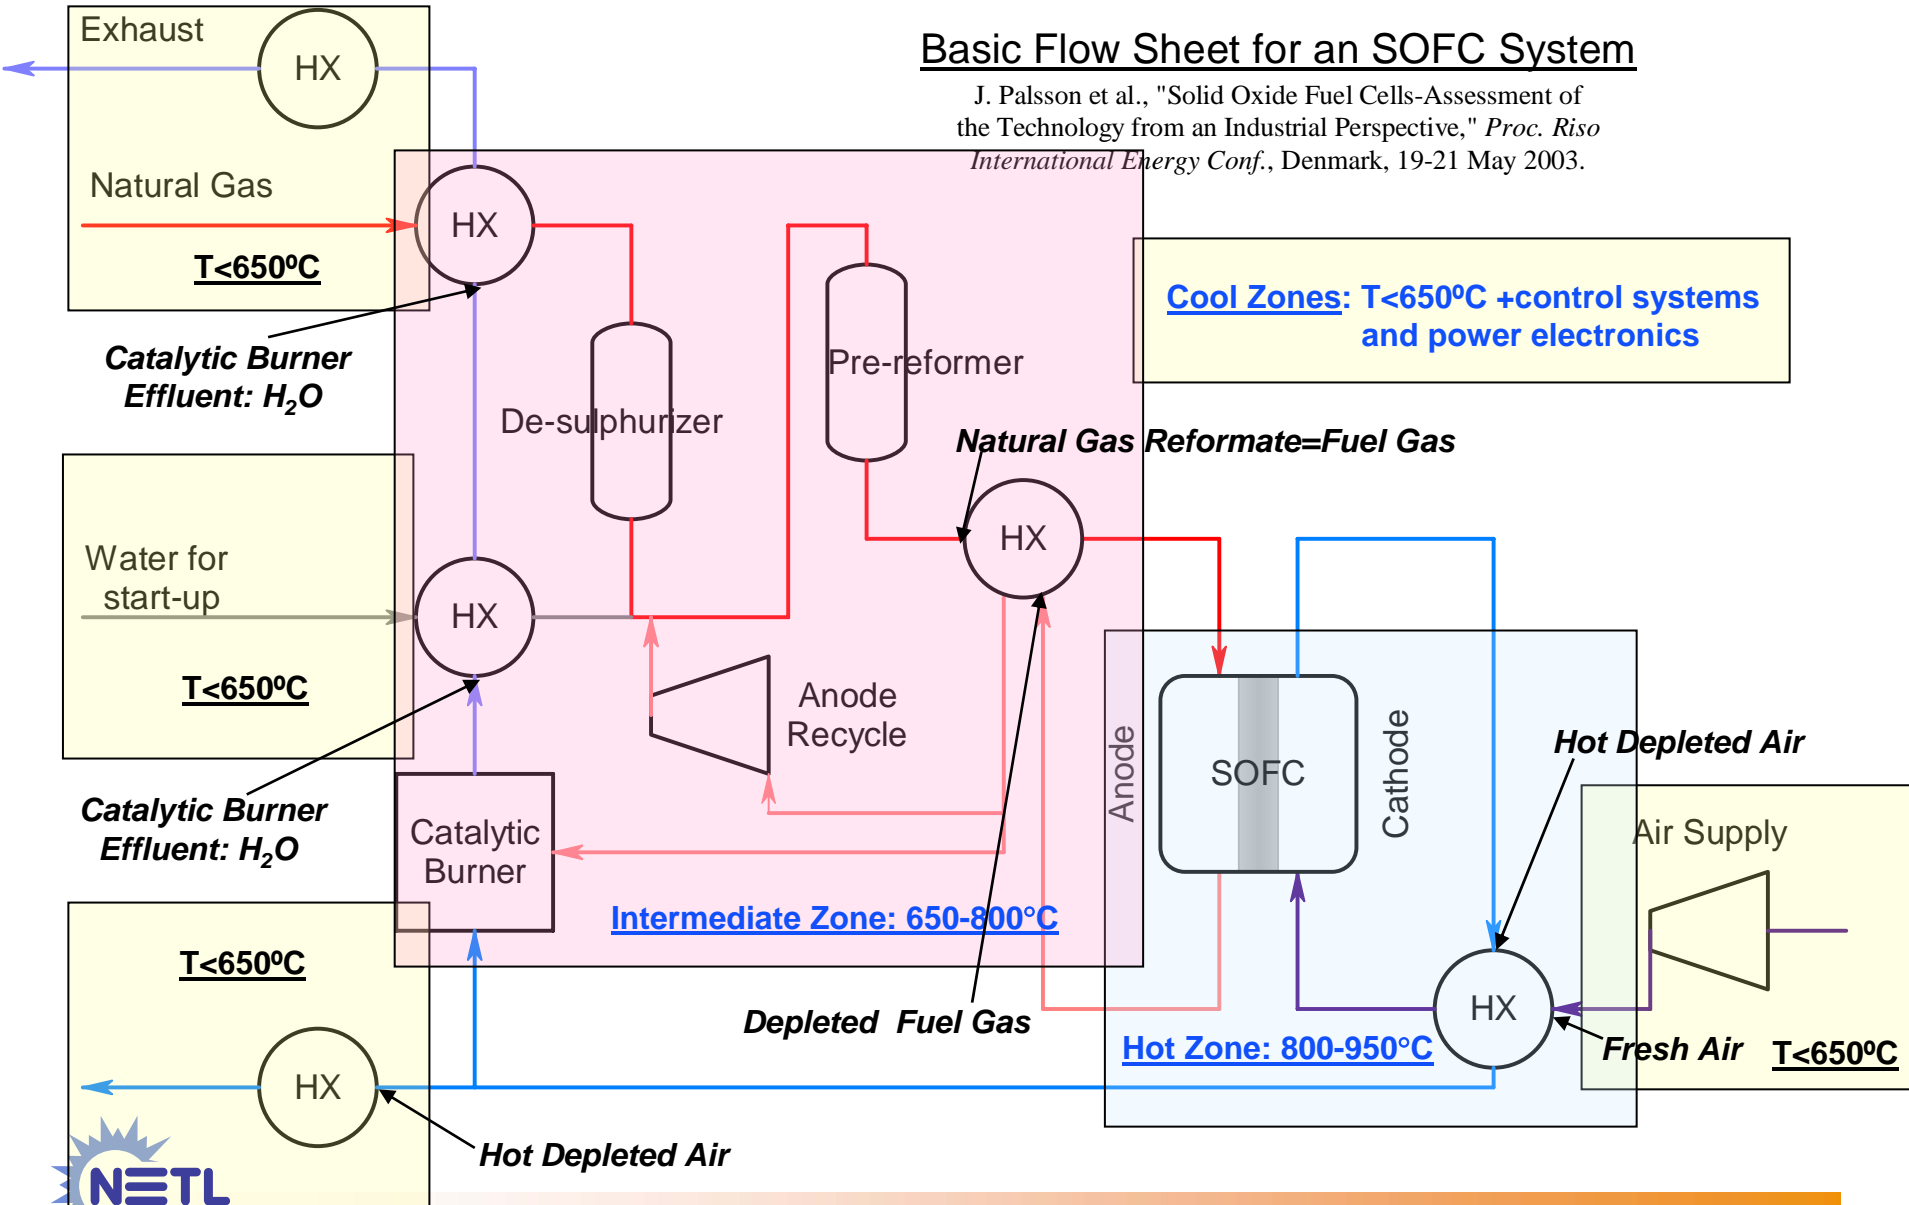 Basic Flow Sheet for an SOFC System
J. Palsson et al., "Solid Oxide Fuel Cells-Assessment of
the Technology from an Industrial Perspective," Proc. Riso
International Energy Conf., Denmark, 19-21 May 2003.
Exhaust
HX
Natural Gas
HX
T<650ºC
Cool Zones: T<650ºC +control systems
and power electronics
Catalytic Burner
Effluent: H₂O
Pre-reformer
De-sulphurizer
Natural Gas Reformate=Fuel Gas
HX
Water for
start-up
HX
T<650ºC
Anode
Recycle
Anode
SOFC
Cathode
Hot Depleted Air
Catalytic Burner
Effluent: H₂O
Catalytic
Burner
Air Supply
Intermediate Zone: 650-800°C
T<650ºC
Depleted Fuel Gas
HX
Hot Zone: 800-950°C
Fresh Air
T<650ºC
HX
Hot Depleted Air
NETL